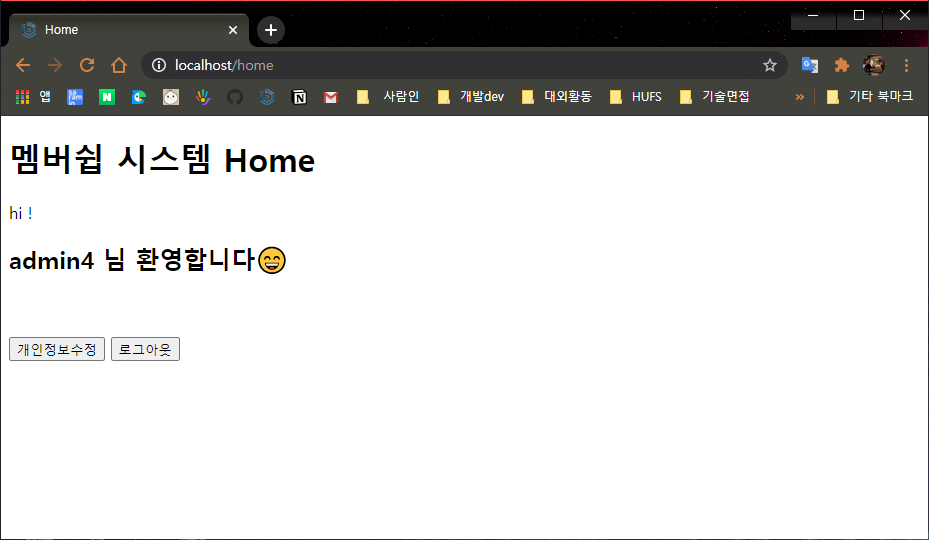 Home
localhost/home
앱 사람인 개발dev 대외활동 HUFS 기술면접 » 기타 북마크
멤버쉽 시스템 Home
hi !
admin4 님 환영합니다😄
개인정보수정 로그아웃